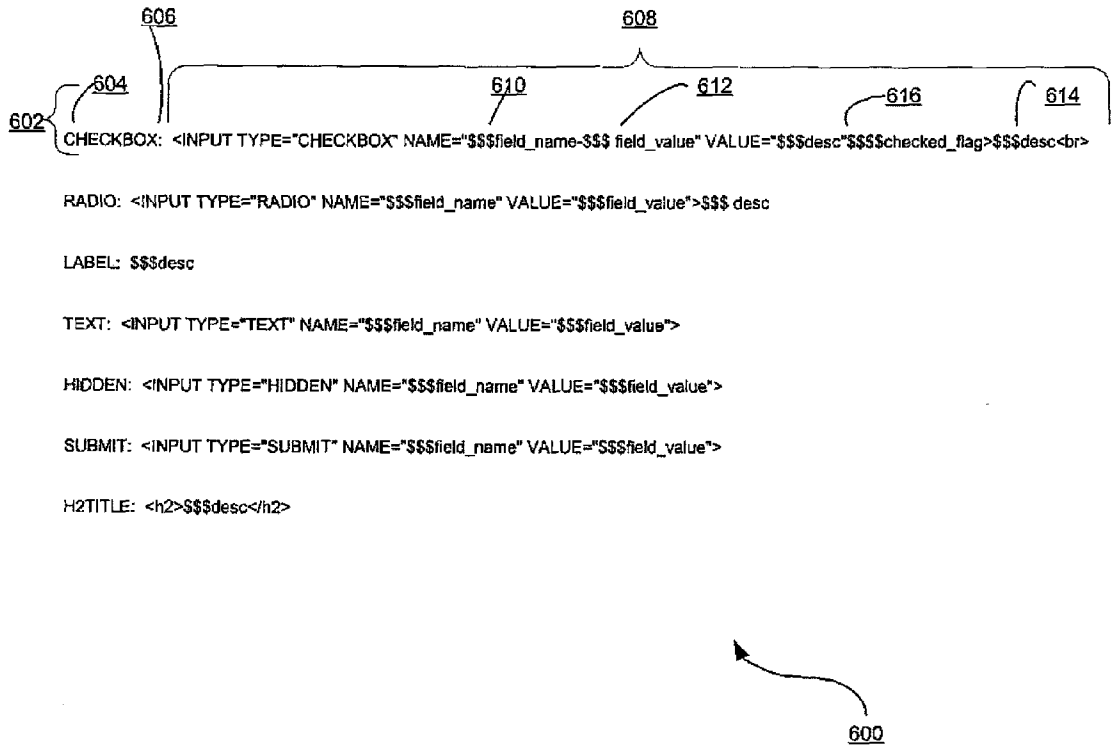 606 608
604 610 612 616 614
602
CHECKBOX: <INPUT TYPE="CHECKBOX" NAME="$$$field_name-$$$ field_value" VALUE="$$$desc"$$$$checked_flag>$$$desc<br>
RADIO: <INPUT TYPE="RADIO" NAME="$$$field_name" VALUE="$$$field_value">$$$ desc
LABEL: $$$desc
TEXT: <INPUT TYPE="TEXT" NAME="$$$field_name" VALUE="$$$field_value">
HIDDEN: <INPUT TYPE="HIDDEN" NAME="$$$field_name" VALUE="$$$field_value">
SUBMIT: <INPUT TYPE="SUBMIT" NAME="$$$field_name" VALUE="$$$field_value">
H2TITLE: <h2>$$$desc</h2>
600